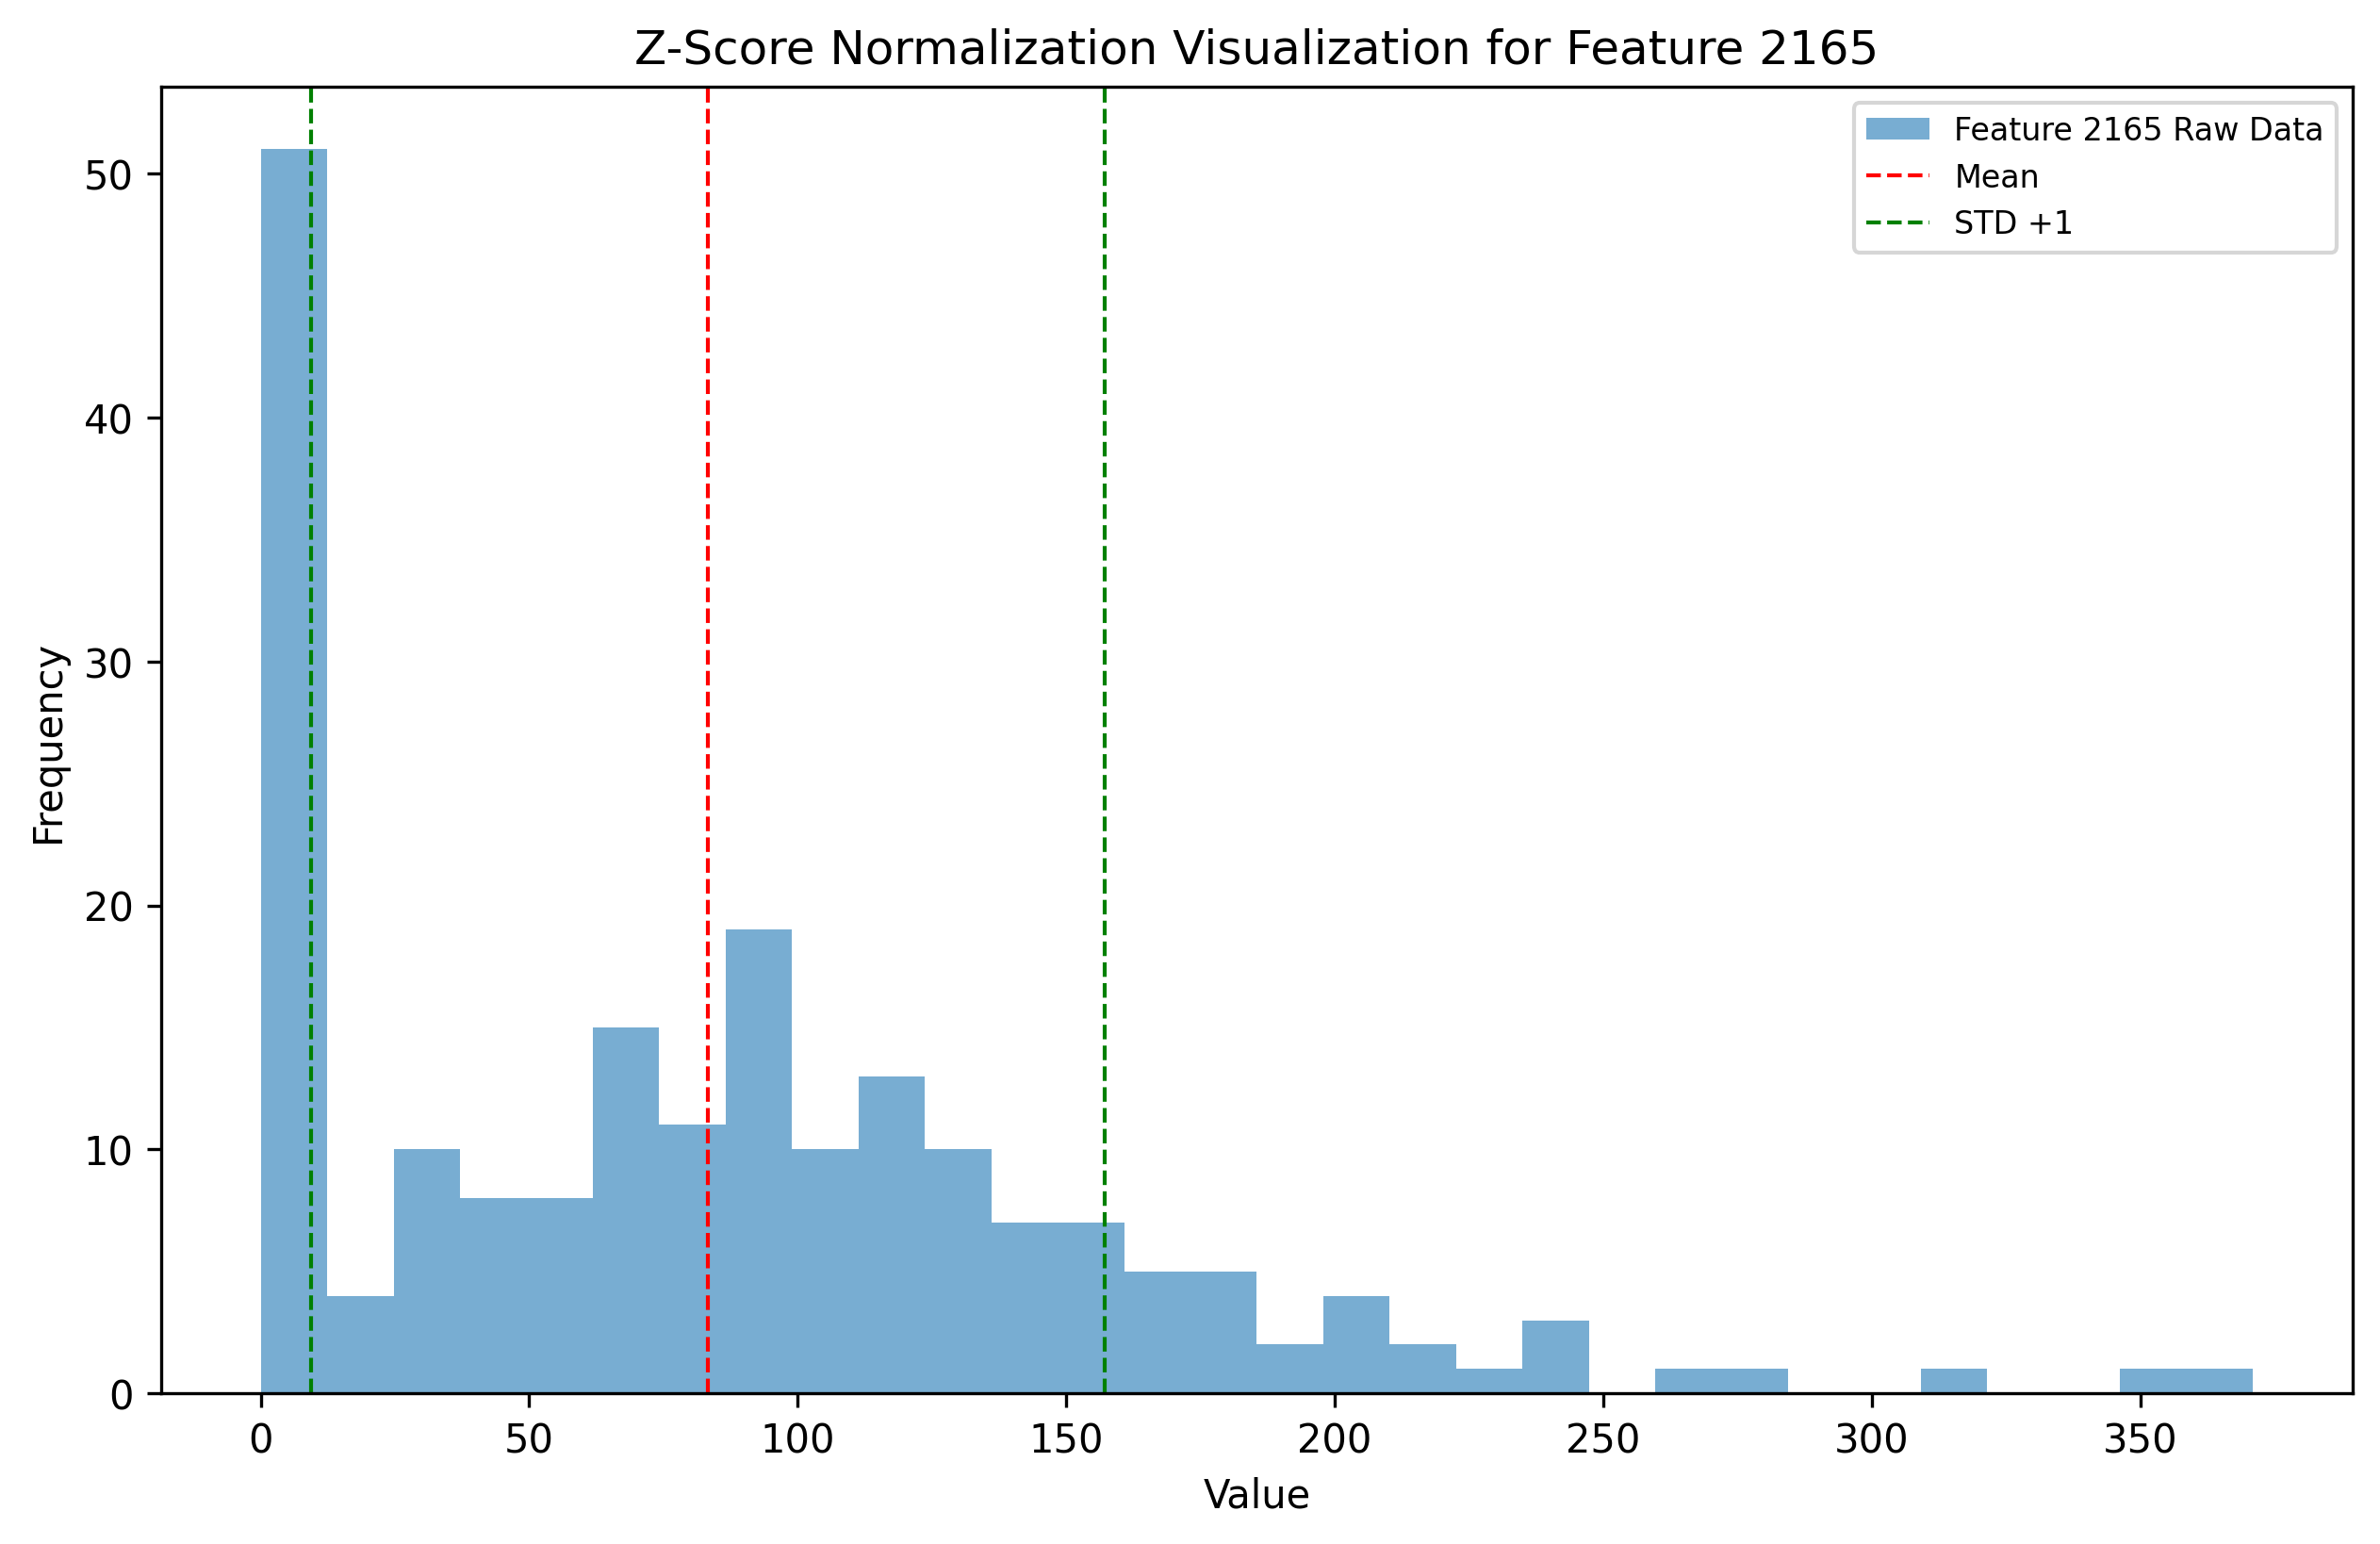 Z-Score Normalization Visualization for Feature 2165
Feature 2165 Raw Data
Mean
STD +1
50
40
30
20
10
0
Frequency
0 50 100 150 200 250 300 350
Value